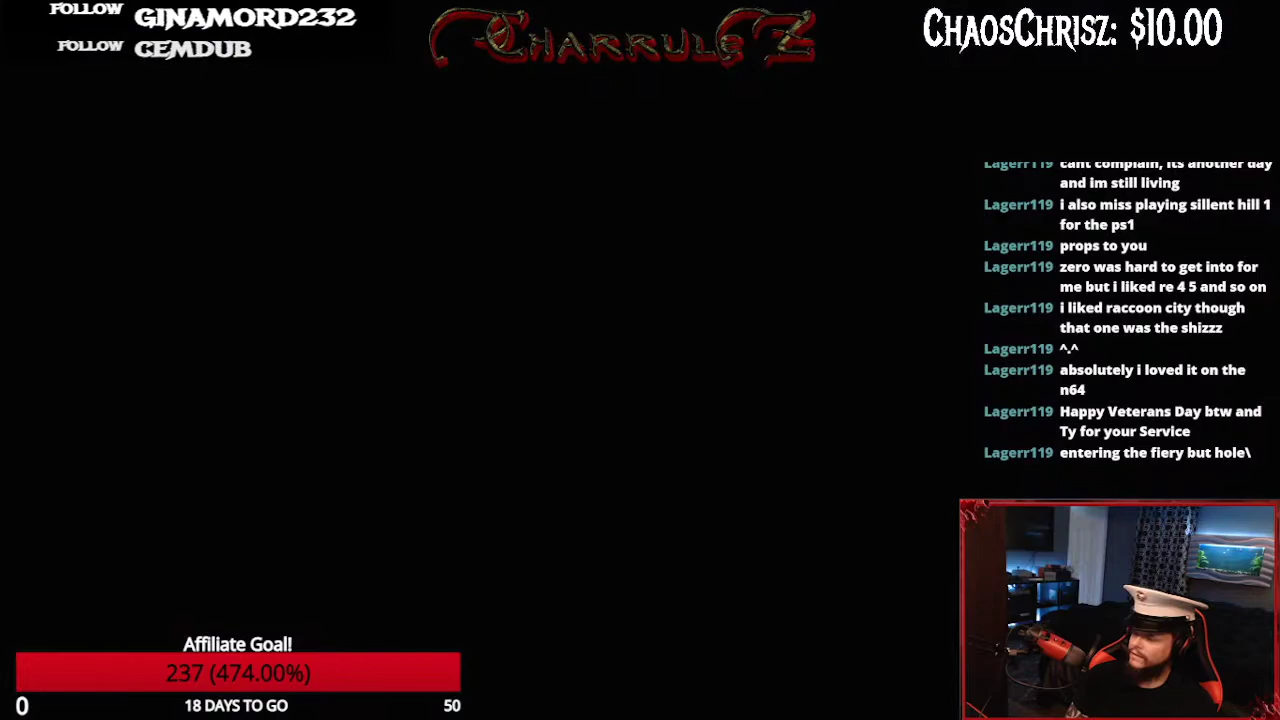 FOLLOW GINAMORD232
FOLLOW CEMDUB
CHARRULEZ
CHAOSCHRISZ: $10.00
Lagerr119 cant complain, its another day
and im still living
Lagerr119 i also miss playing sillent hill 1
for the ps1
Lagerr119 props to you
Lagerr119 zero was hard to get into for
me but i liked re 4 5 and so on
Lagerr119 i liked raccoon city though
that one was the shizzz
Lagerr119 ^.^
Lagerr119 absolutely i loved it on the
n64
Lagerr119 Happy Veterans Day btw and
Ty for your Service
Lagerr119 entering the fiery but hole\
Affiliate Goal!
237 (474.00%)
0 18 DAYS TO GO 50